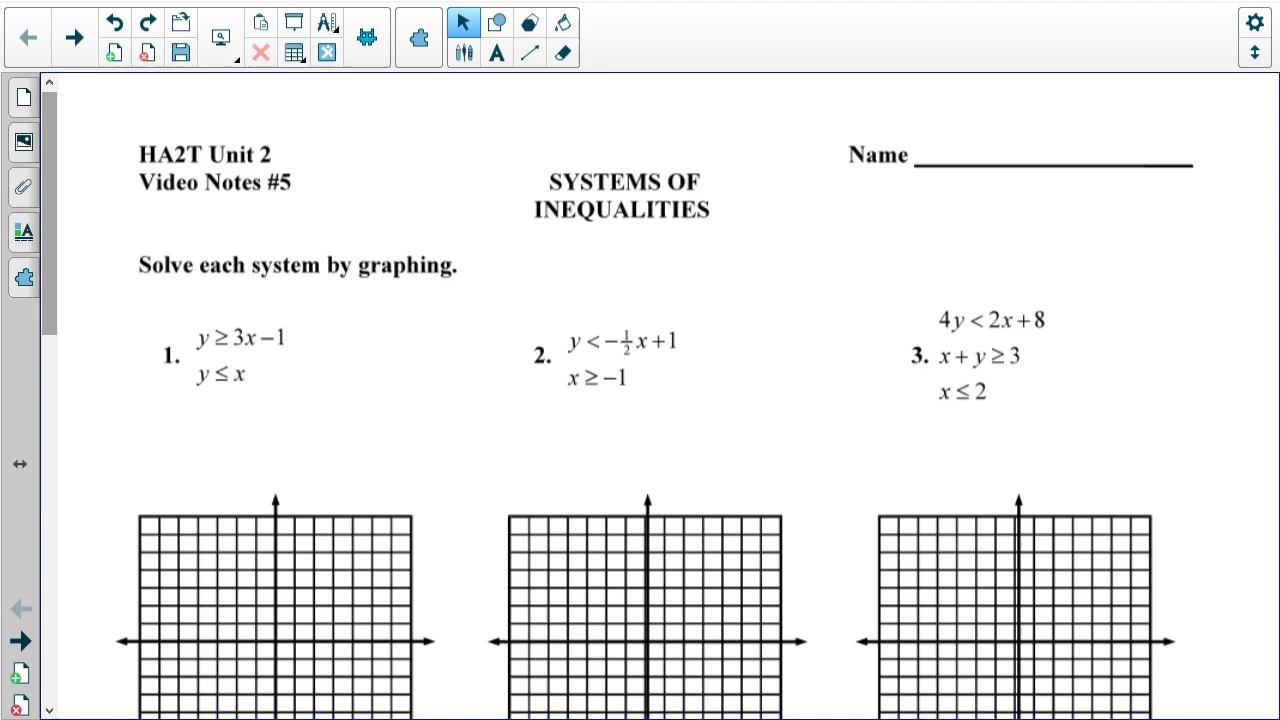 HA2T Unit 2
Name
Video Notes #5
SYSTEMS OF
INEQUALITIES
Solve each system by graphing.
1. y ≥ 3x − 1
y ≤ x
2. y < −½x + 1
x ≥ −1
3. 4y < 2x + 8
x + y ≥ 3
x ≤ 2